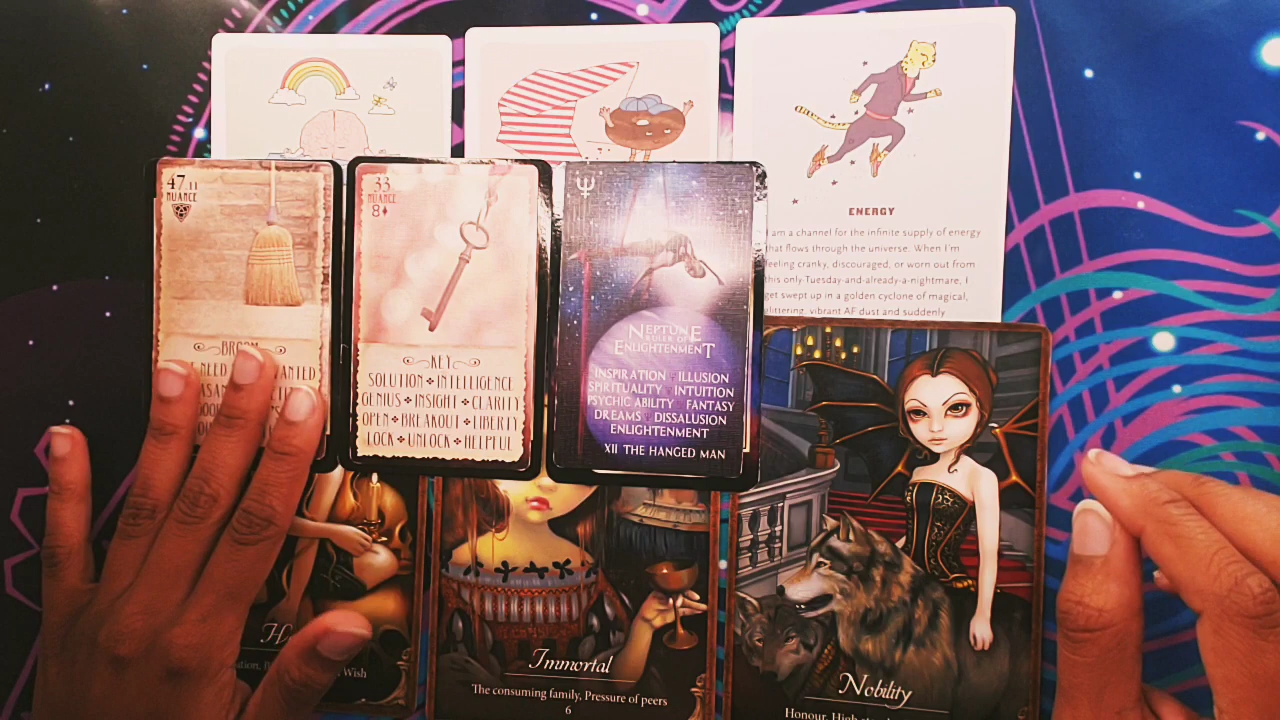 ENERGY
I am a channel for the infinite supply of energy
that flows through the universe. When I'm
feeling cranky, discouraged, or worn out from
this only-Tuesday-and-already-a-nightmare, I
get swept up in a golden cyclone of magical,
glittering, vibrant AF dust and suddenly
47.11
NUANCE
NEED ANTED
33
NUANCE
8♦
KEY
SOLUTION ❖ INTELLIGENCE
GENIUS ❖ INSIGHT ❖ CLARITY
OPEN ❖ BREAKOUT ❖ LIBERTY
LOCK ❖ UNLOCK ❖ HELPFUL
♆
NEPTUNE
RULER OF
ENLIGHTENMENT
INSPIRATION ILLUSION
SPIRITUALITY INTUITION
PSYCHIC ABILITY FANTASY
DREAMS DISSALUSION
ENLIGHTENMENT
XII THE HANGED MAN
Wish
Immortal
The consuming family, Pressure of peers
6
Nobility
Honour, High